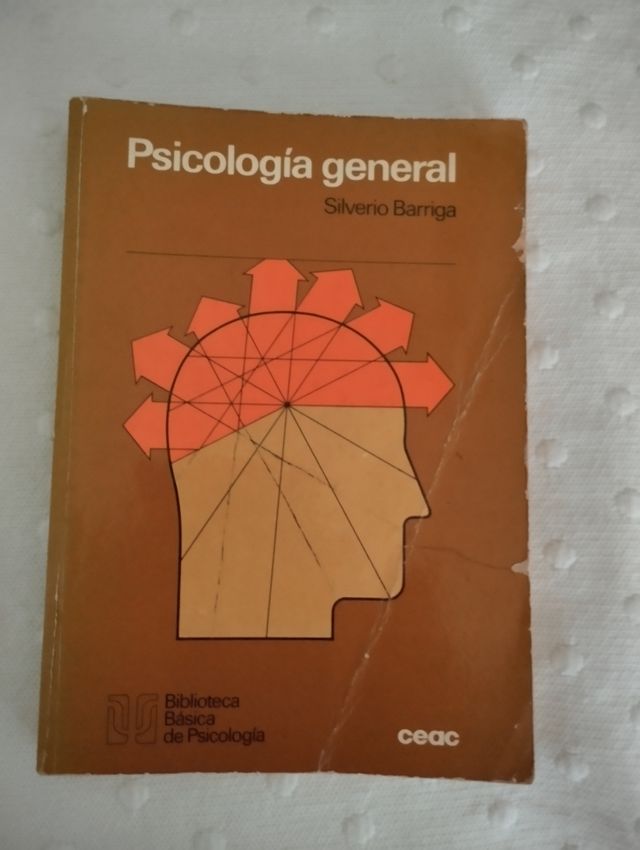 Psicología general
Silverio Barriga
Biblioteca
Básica
de Psicología
ceac